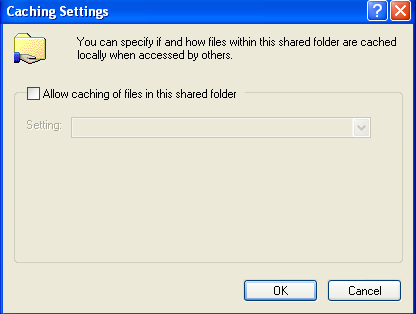 Caching Settings
You can specify if and how files within this shared folder are cached
locally when accessed by others.
Allow caching of files in this shared folder
Setting:
OK Cancel